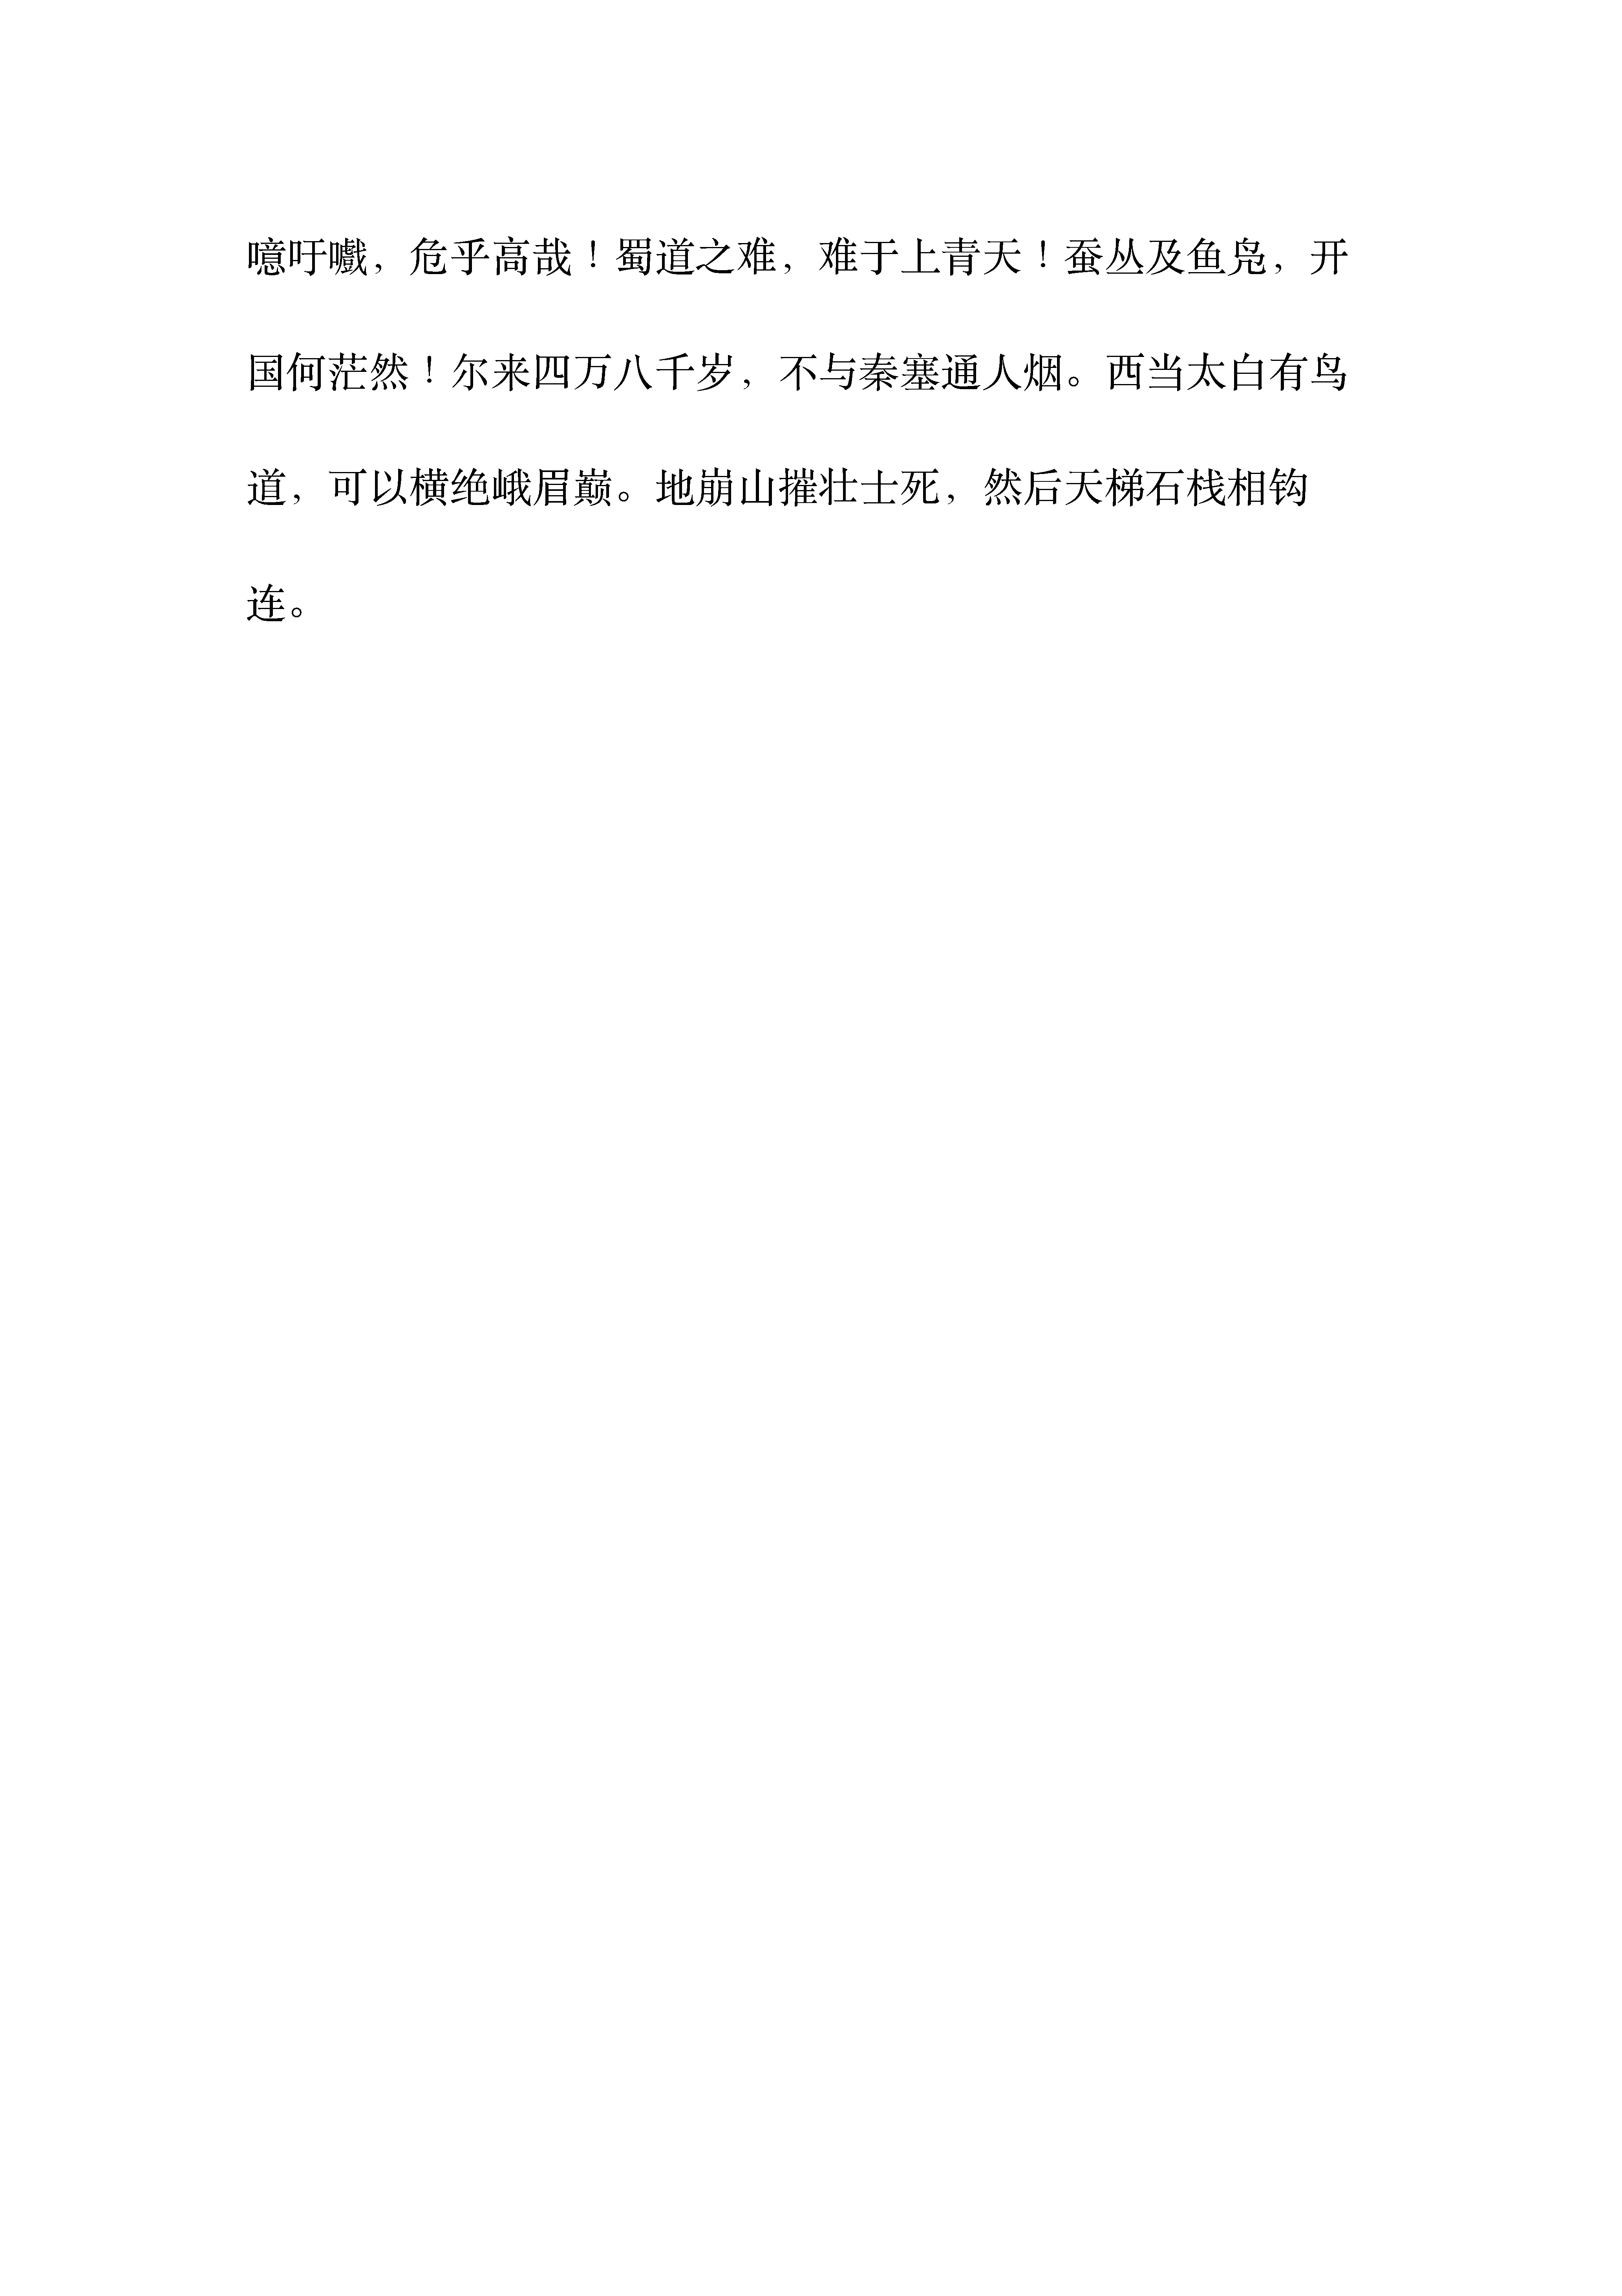 噫吁嚱，危乎高哉！蜀道之难，难于上青天！蚕丛及鱼凫，开
国何茫然！尔来四万八千岁，不与秦塞通人烟。西当太白有鸟
道，可以横绝峨眉巅。地崩山摧壮士死，然后天梯石栈相钩
连。